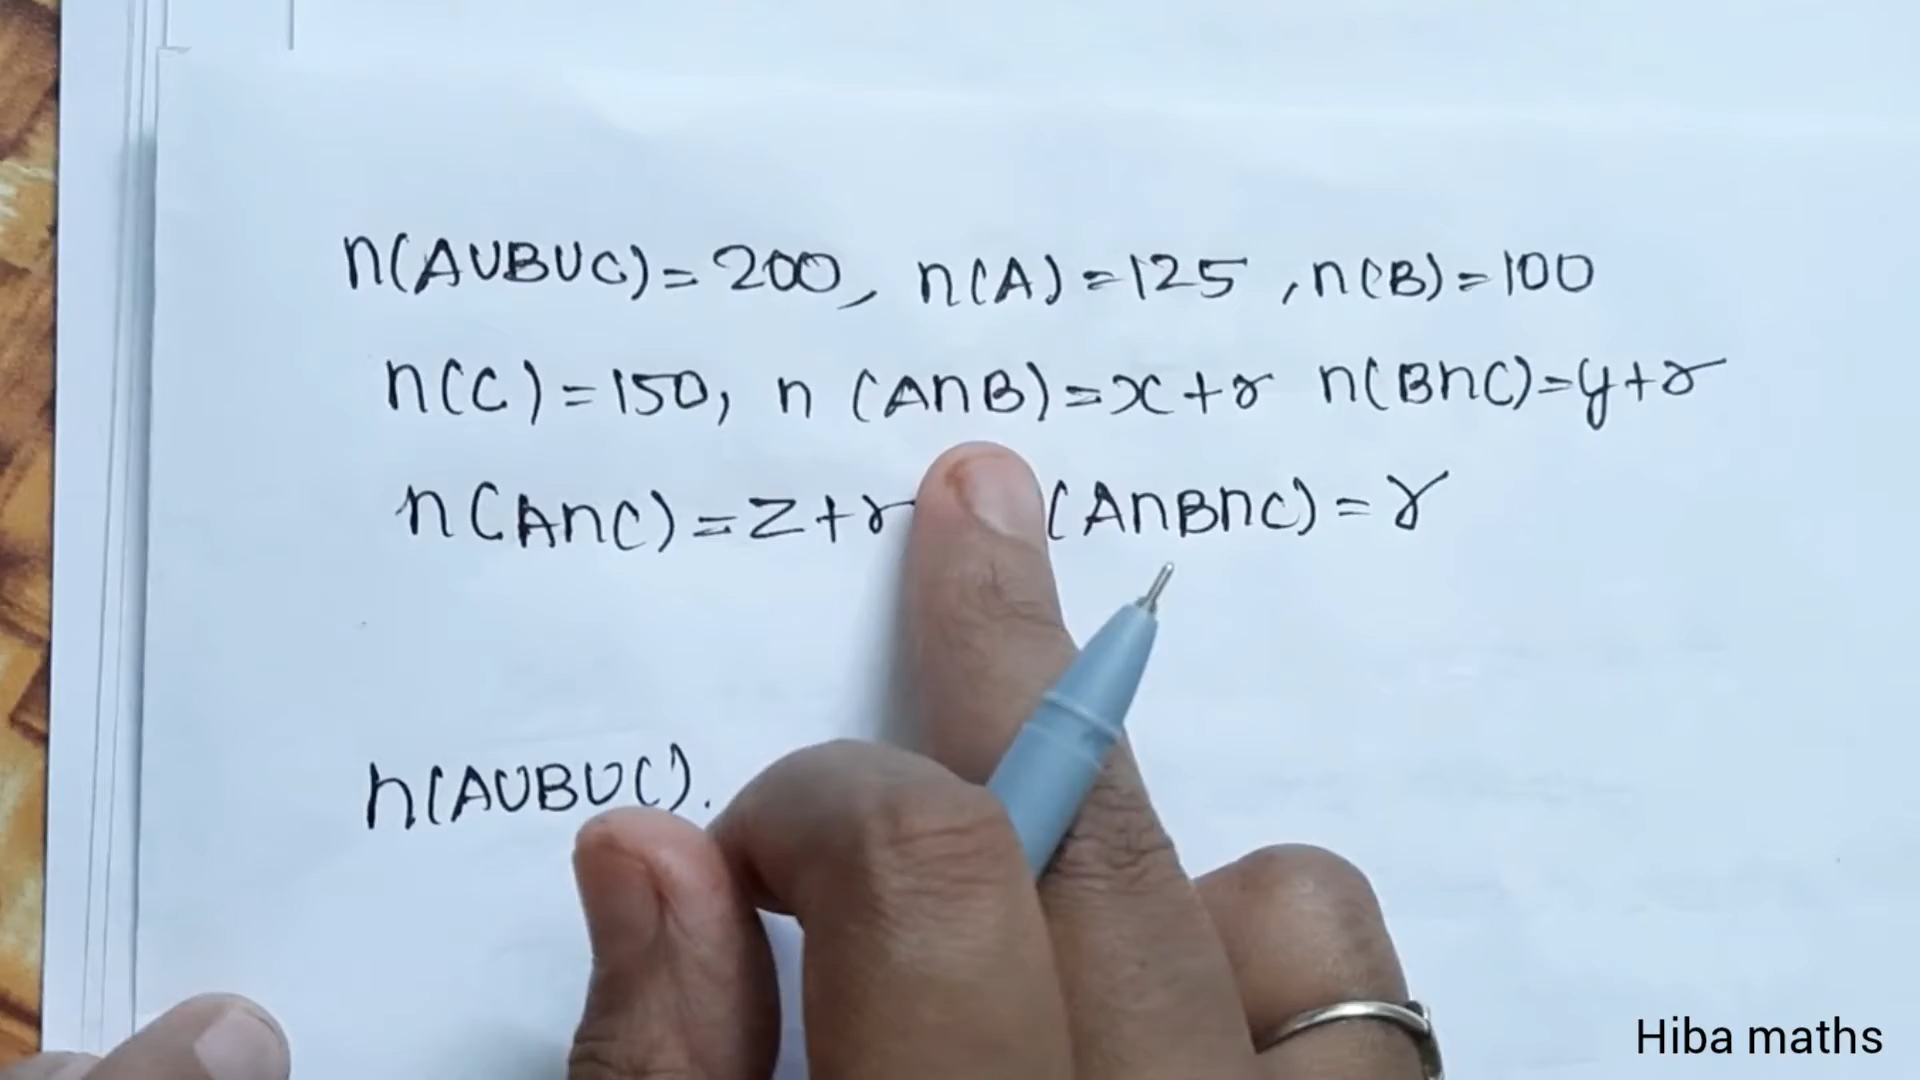 n(AUBUC) = 200, n(A) = 125, n(B) = 100
n(C) = 150, n (A∩B) = x+r n(B∩C) = y+r
n(A∩C) = z+r (A∩B∩C) = r
n(AUBUC).
Hiba maths